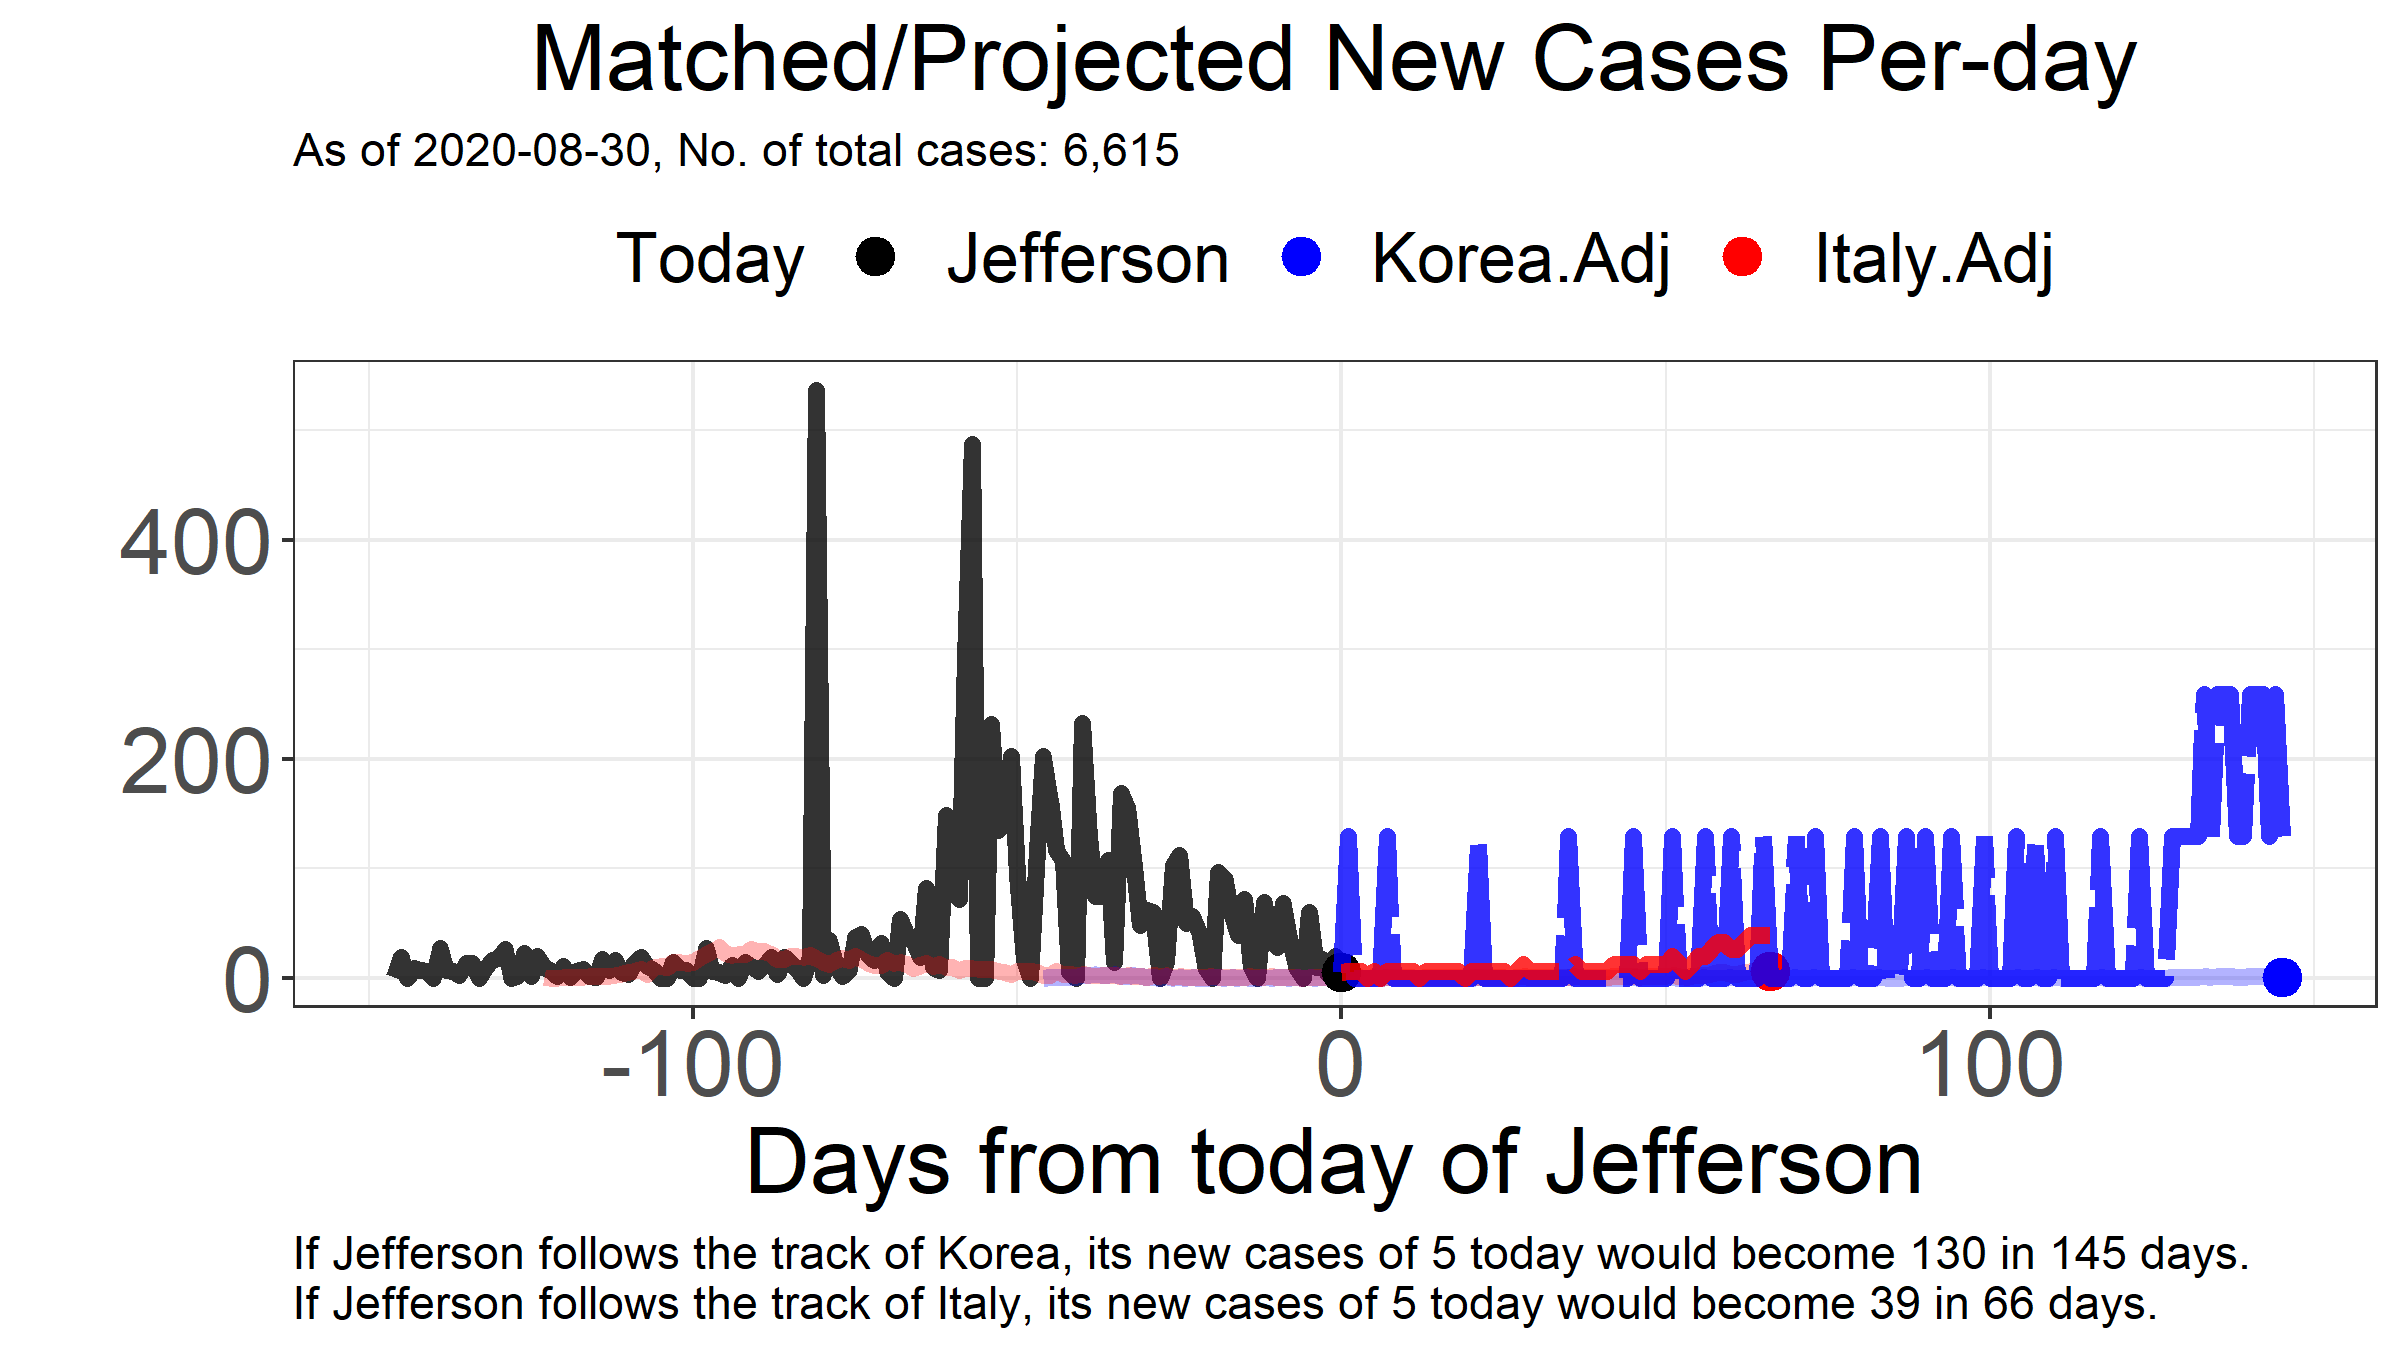 Matched/Projected New Cases Per-day
As of 2020-08-30, No. of total cases: 6,615
Today Jefferson Korea.Adj Italy.Adj
400
200
0
-100 0 100
Days from today of Jefferson
If Jefferson follows the track of Korea, its new cases of 5 today would become 130 in 145 days.
If Jefferson follows the track of Italy, its new cases of 5 today would become 39 in 66 days.